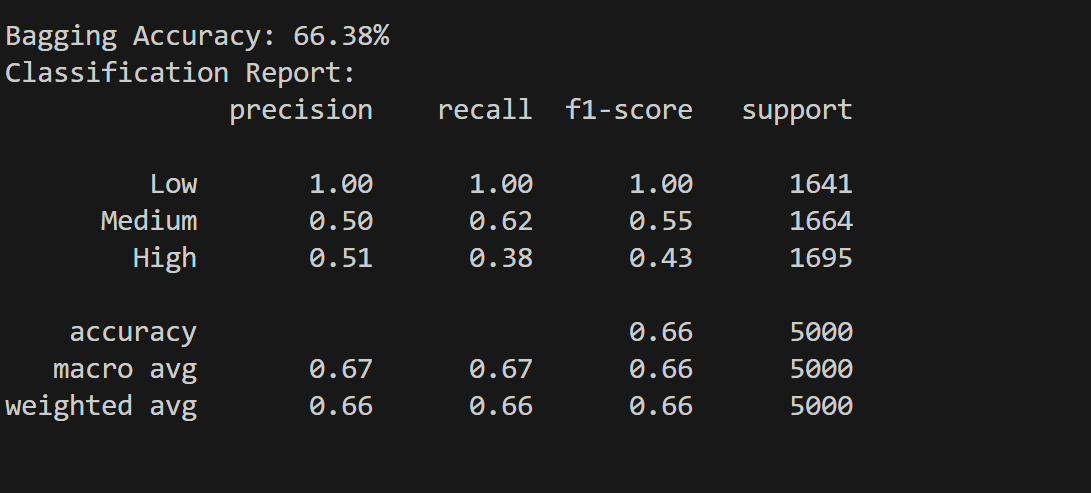 Bagging Accuracy: 66.38%
Classification Report:
precision recall f1-score support
Low 1.00 1.00 1.00 1641
Medium 0.50 0.62 0.55 1664
High 0.51 0.38 0.43 1695
accuracy 0.66 5000
macro avg 0.67 0.67 0.66 5000
weighted avg 0.66 0.66 0.66 5000